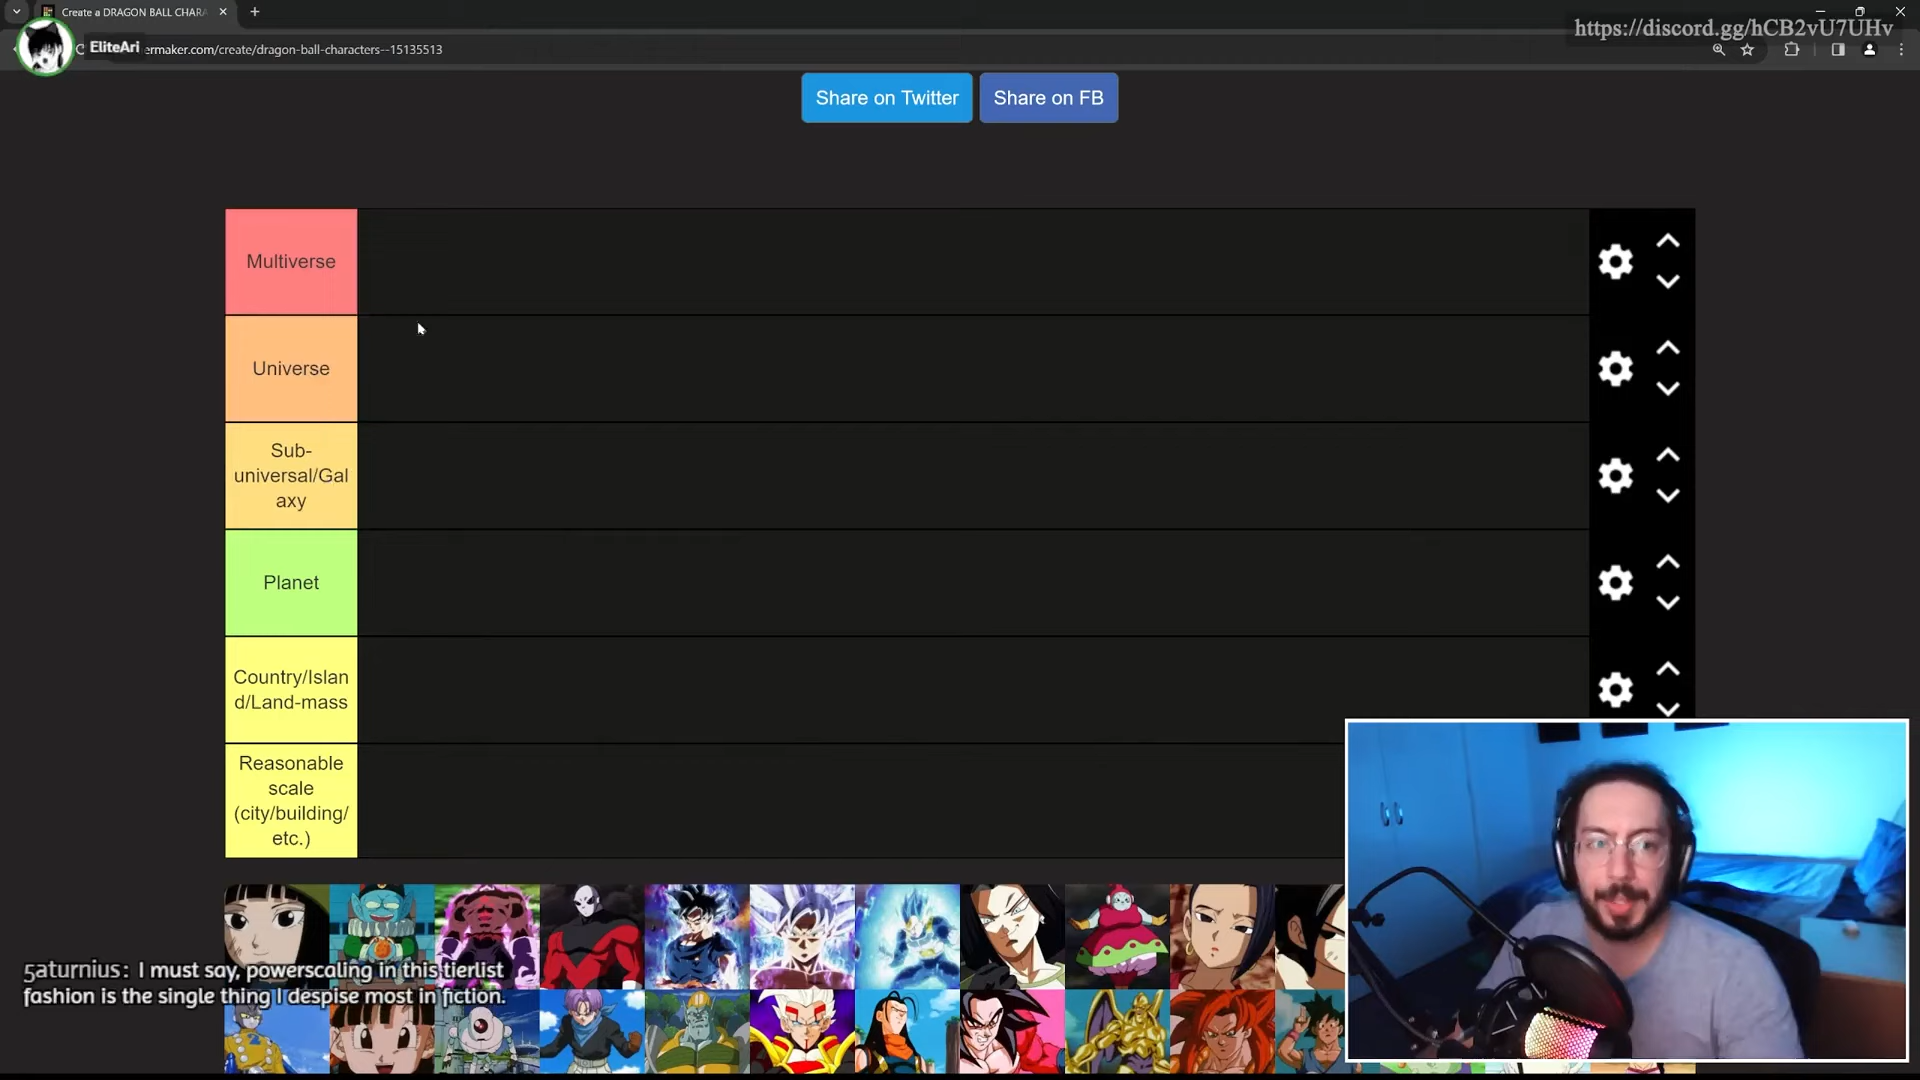 Create a DRAGON BALL CHARA
https://discord.gg/hCB2vU7UHv
EliteAri
ermaker.com/create/dragon-ball-characters--15135513
Share on Twitter
Share on FB
Multiverse
Universe
Sub-
universal/Gal
axy
Planet
Country/Islan
d/Land-mass
Reasonable
scale
(city/building/
etc.)
5aturnius: I must say, powerscaling in this tierlist
fashion is the single thing I despise most in fiction.